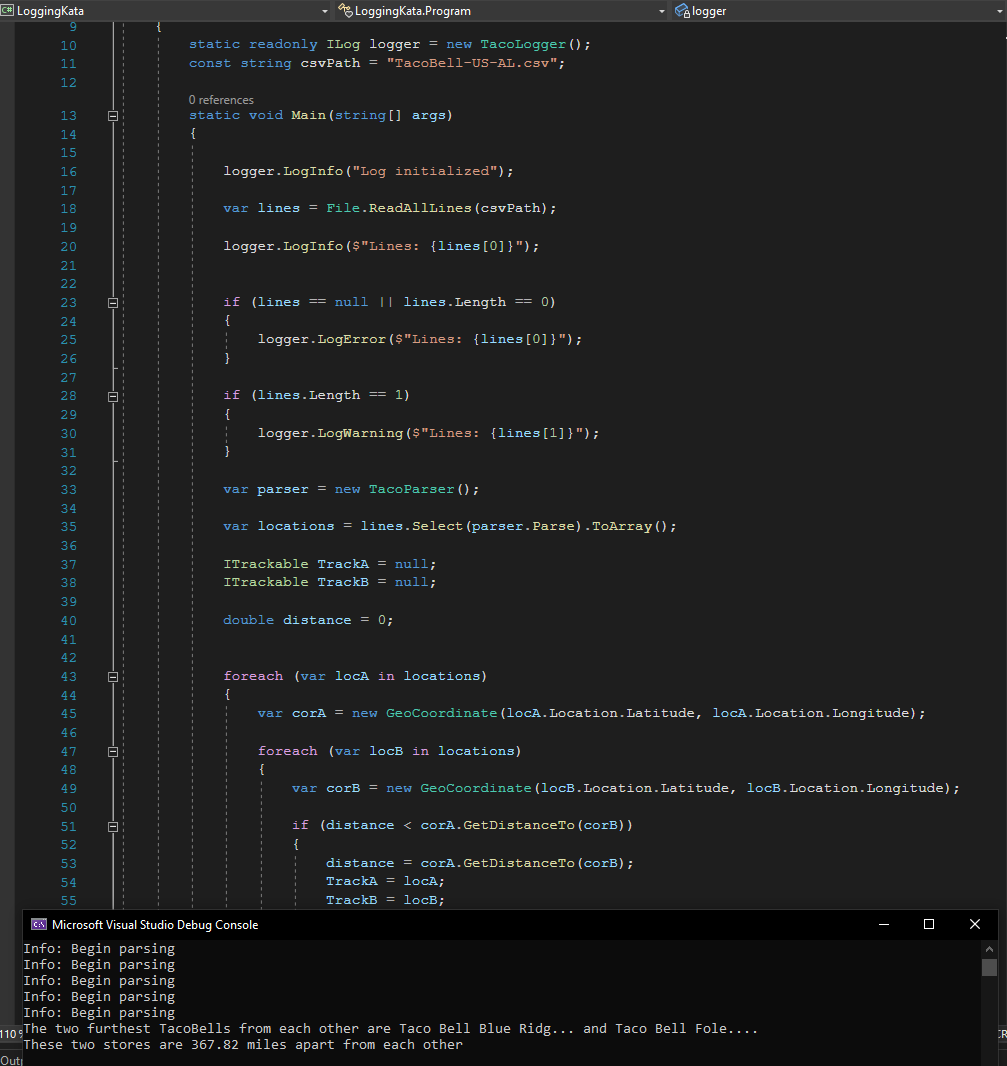 C# LoggingKata LoggingKata.Program logger
9 {
10 static readonly ILog logger = new TacoLogger();
11 const string csvPath = "TacoBell-US-AL.csv";
12
0 references
13 static void Main(string[] args)
14 {
15
16 logger.LogInfo("Log initialized");
17
18 var lines = File.ReadAllLines(csvPath);
19
20 logger.LogInfo($"Lines: {lines[0]}");
21
22
23 if (lines == null || lines.Length == 0)
24 {
25 logger.LogError($"Lines: {lines[0]}");
26 }
27
28 if (lines.Length == 1)
29 {
30 logger.LogWarning($"Lines: {lines[1]}");
31 }
32
33 var parser = new TacoParser();
34
35 var locations = lines.Select(parser.Parse).ToArray();
36
37 ITrackable TrackA = null;
38 ITrackable TrackB = null;
39
40 double distance = 0;
41
42
43 foreach (var locA in locations)
44 {
45 var corA = new GeoCoordinate(locA.Location.Latitude, locA.Location.Longitude);
46
47 foreach (var locB in locations)
48 {
49 var corB = new GeoCoordinate(locB.Location.Latitude, locB.Location.Longitude);
50
51 if (distance < corA.GetDistanceTo(corB))
52 {
53 distance = corA.GetDistanceTo(corB);
54 TrackA = locA;
55 TrackB = locB;
Microsoft Visual Studio Debug Console
Info: Begin parsing
Info: Begin parsing
Info: Begin parsing
Info: Begin parsing
Info: Begin parsing
The two furthest TacoBells from each other are Taco Bell Blue Ridg... and Taco Bell Fole....
110 %
These two stores are 367.82 miles apart from each other